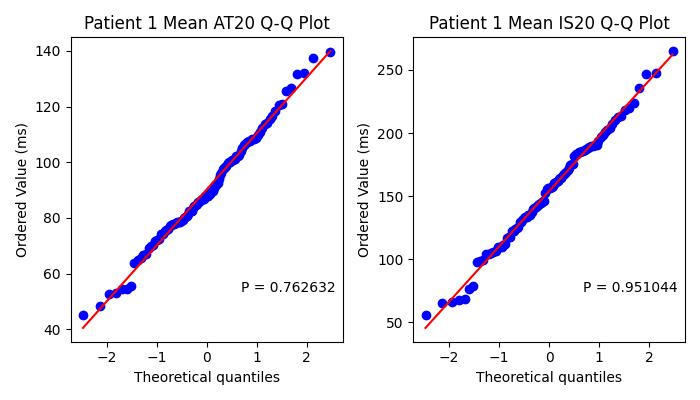 Patient 1 Mean AT20 Q-Q Plot
Ordered Value (ms)
140
120
100
80
60
40
P = 0.762632
−2
−1
0
1
2
Theoretical quantiles
Patient 1 Mean IS20 Q-Q Plot
Ordered Value (ms)
250
200
150
100
50
P = 0.951044
−2
−1
0
1
2
Theoretical quantiles